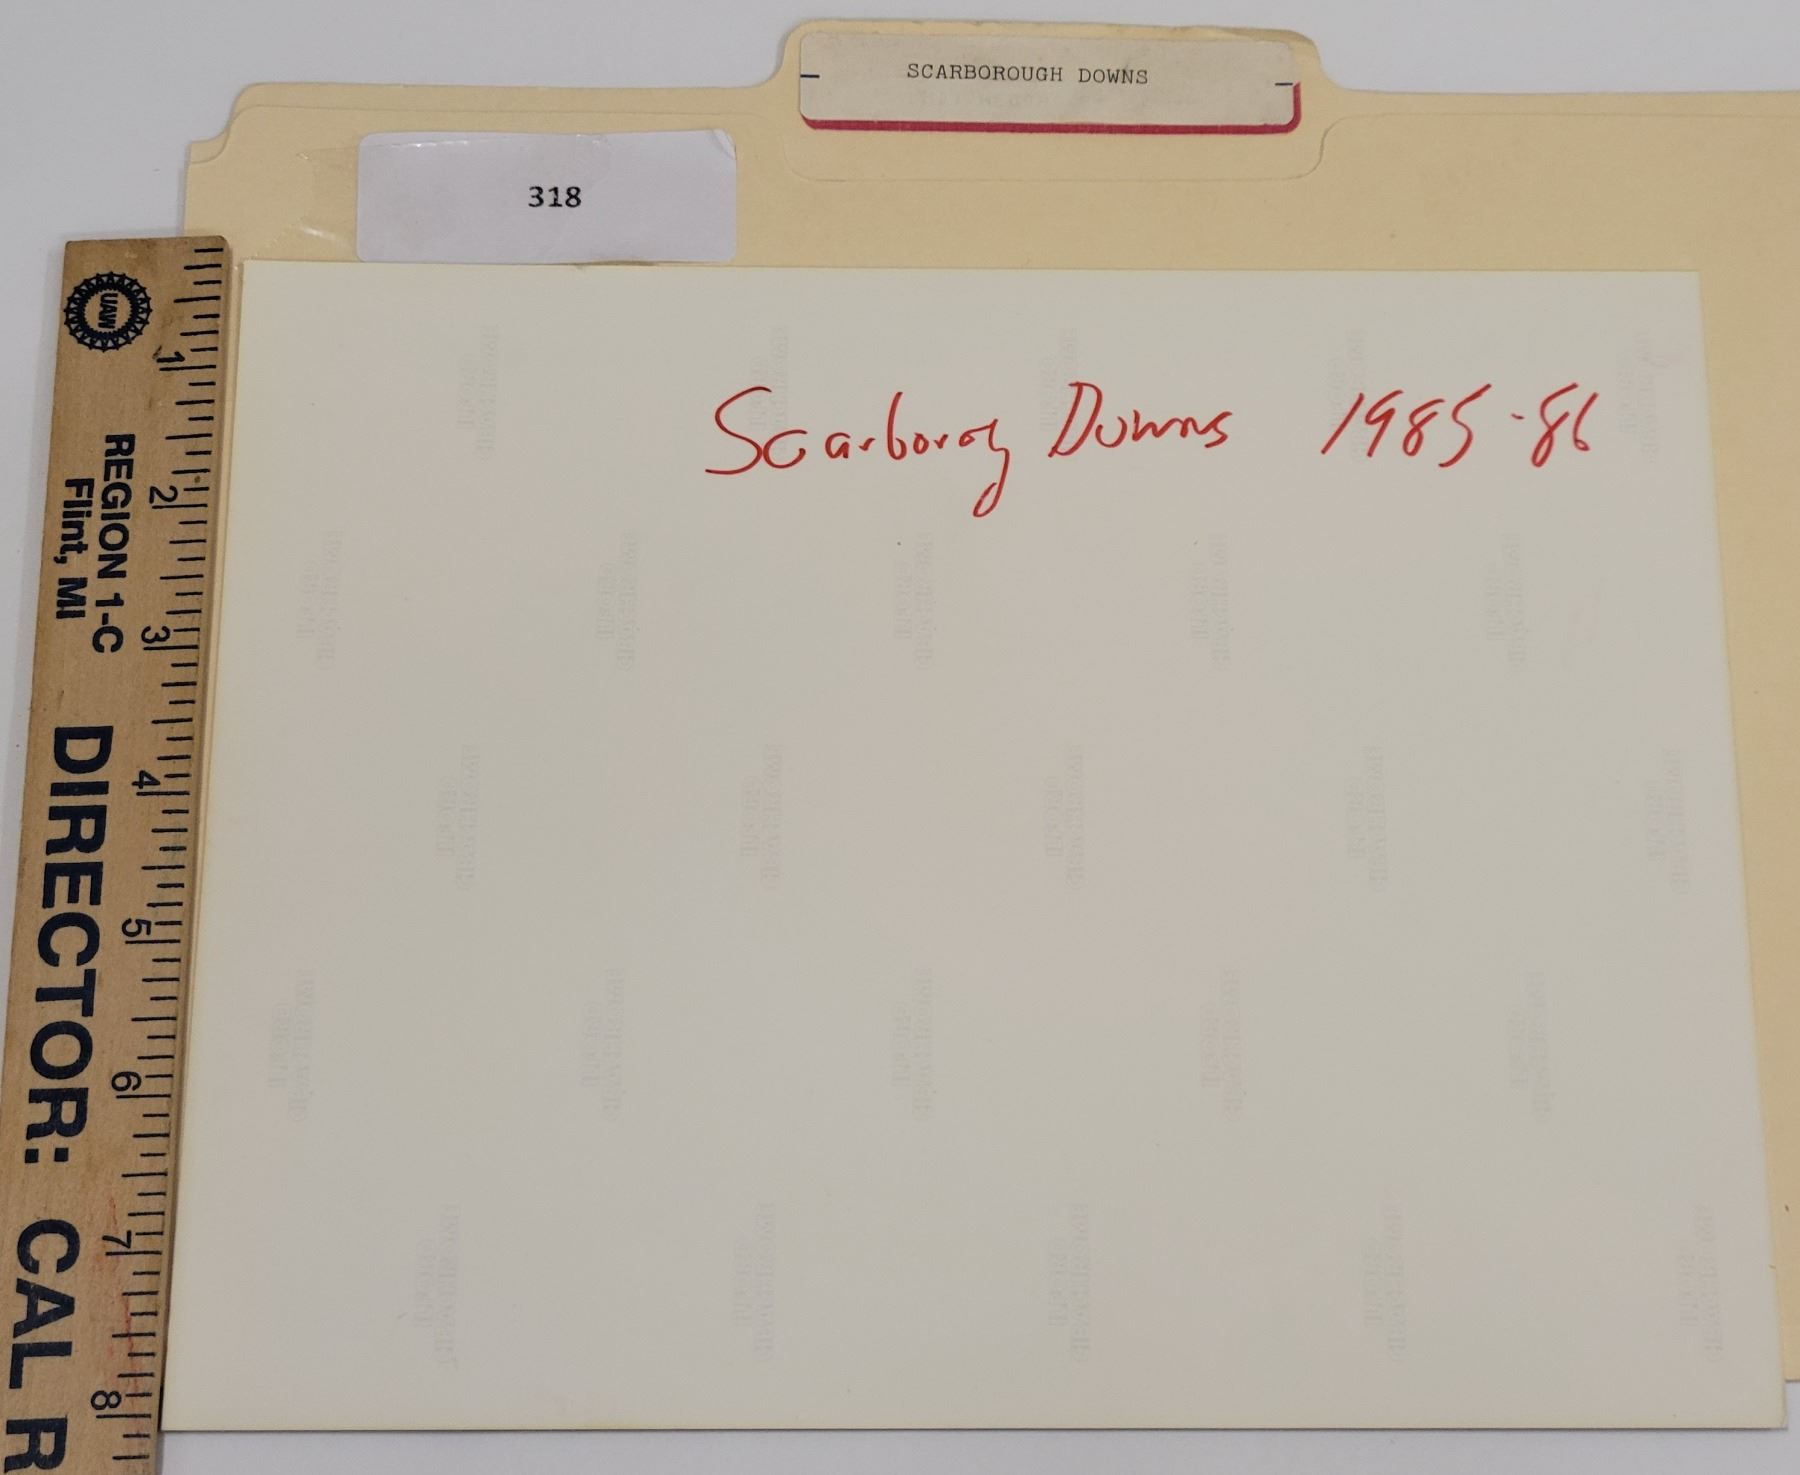 SCARBOROUGH DOWNS
318
Scarborog Downs 1985-86
UAW
REGION 1-C
Flint, MI
DIRECTOR: CAL R
1
2
3
4
5
6
7
8